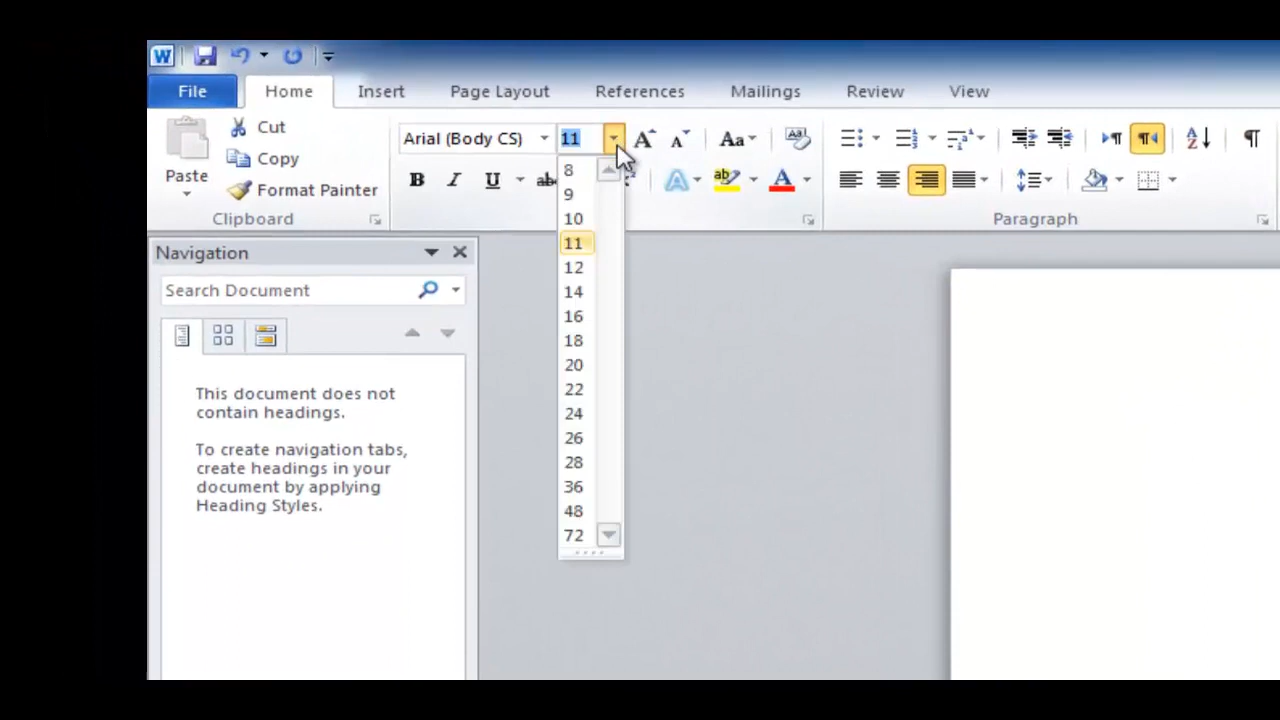 File Home Insert Page Layout References Mailings Review View
Cut
Copy
Format Painter
Paste
Clipboard
Arial (Body CS) 11
8
9
10
11
12
14
16
18
20
22
24
26
28
36
48
72
Paragraph
Navigation
Search Document
This document does not
contain headings.
To create navigation tabs,
create headings in your
document by applying
Heading Styles.